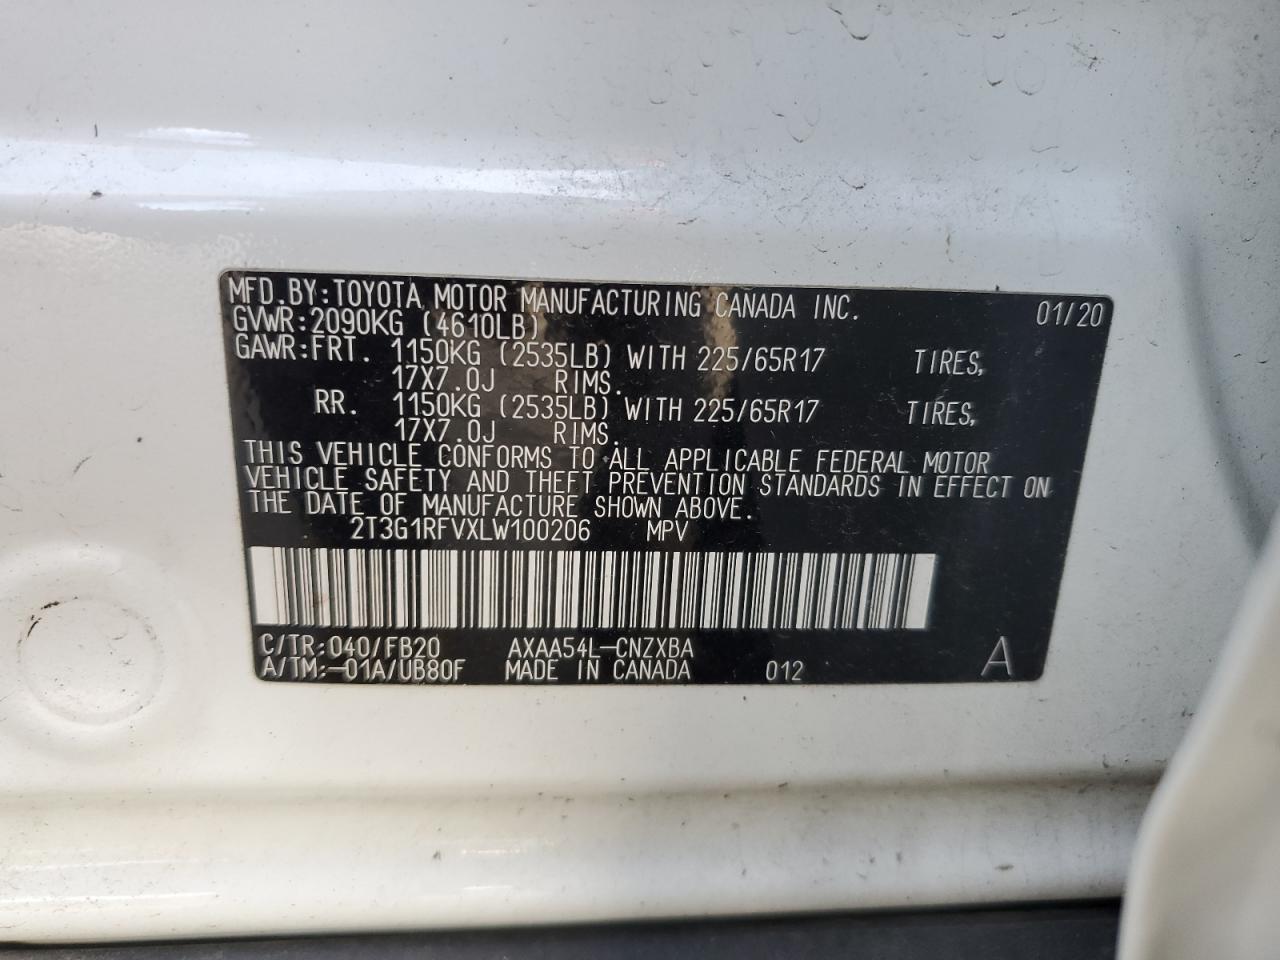 MFD.BY:TOYOTA MOTOR MANUFACTURING CANADA INC. 01/20
GVWR:2090KG (4610LB)
GAWR:FRT. 1150KG (2535LB) WITH 225/65R17 TIRES,
17X7.0J RIMS.
RR. 1150KG (2535LB) WITH 225/65R17 TIRES,
17X7.0J RIMS.
THIS VEHICLE CONFORMS TO ALL APPLICABLE FEDERAL MOTOR
VEHICLE SAFETY AND THEFT PREVENTION STANDARDS IN EFFECT ON
THE DATE OF MANUFACTURE SHOWN ABOVE.
2T3G1RFVXLW100206 MPV
C/TR:040/FB20 AXAA54L-CNZXBA
A/TM:-01A/UB80F MADE IN CANADA 012 A